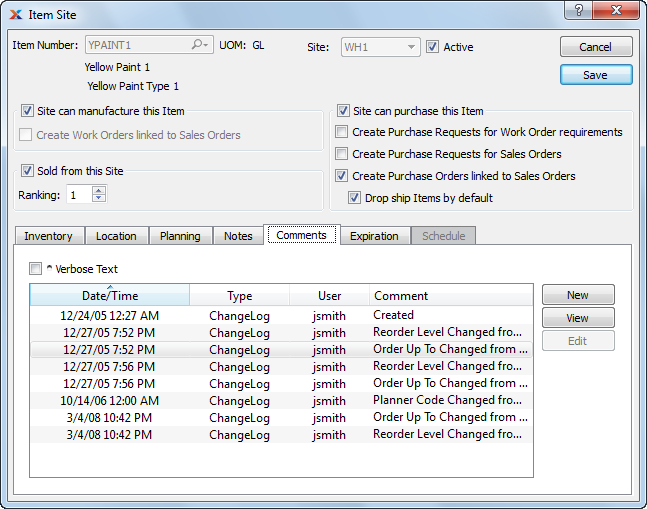 Item Site
Item Number: YPAINT1 UOM: GL Site: WH1 Active Cancel
Yellow Paint 1
Yellow Paint Type 1
Save
Site can manufacture this Item
Create Work Orders linked to Sales Orders
Sold from this Site
Ranking: 1
Site can purchase this Item
Create Purchase Requests for Work Order requirements
Create Purchase Requests for Sales Orders
Create Purchase Orders linked to Sales Orders
Drop ship Items by default
Inventory Location Planning Notes Comments Expiration Schedule
^ Verbose Text
Date/Time Type User Comment
12/24/05 12:27 AM ChangeLog jsmith Created
12/27/05 7:52 PM ChangeLog jsmith Reorder Level Changed fro...
12/27/05 7:52 PM ChangeLog jsmith Order Up To Changed from ...
12/27/05 7:56 PM ChangeLog jsmith Reorder Level Changed fro...
12/27/05 7:56 PM ChangeLog jsmith Order Up To Changed from ...
10/14/06 12:00 AM ChangeLog jsmith Planner Code Changed fro...
3/4/08 10:42 PM ChangeLog jsmith Order Up To Changed from ...
3/4/08 10:42 PM ChangeLog jsmith Reorder Level Changed fro...
New
View
Edit